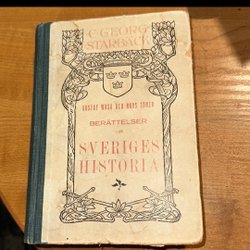 C. GEORG
STARBÄCK
GUSTAF WASA OCH HANS SÖNER
BERÄTTELSER
UR
SVERIGES
HISTORIA